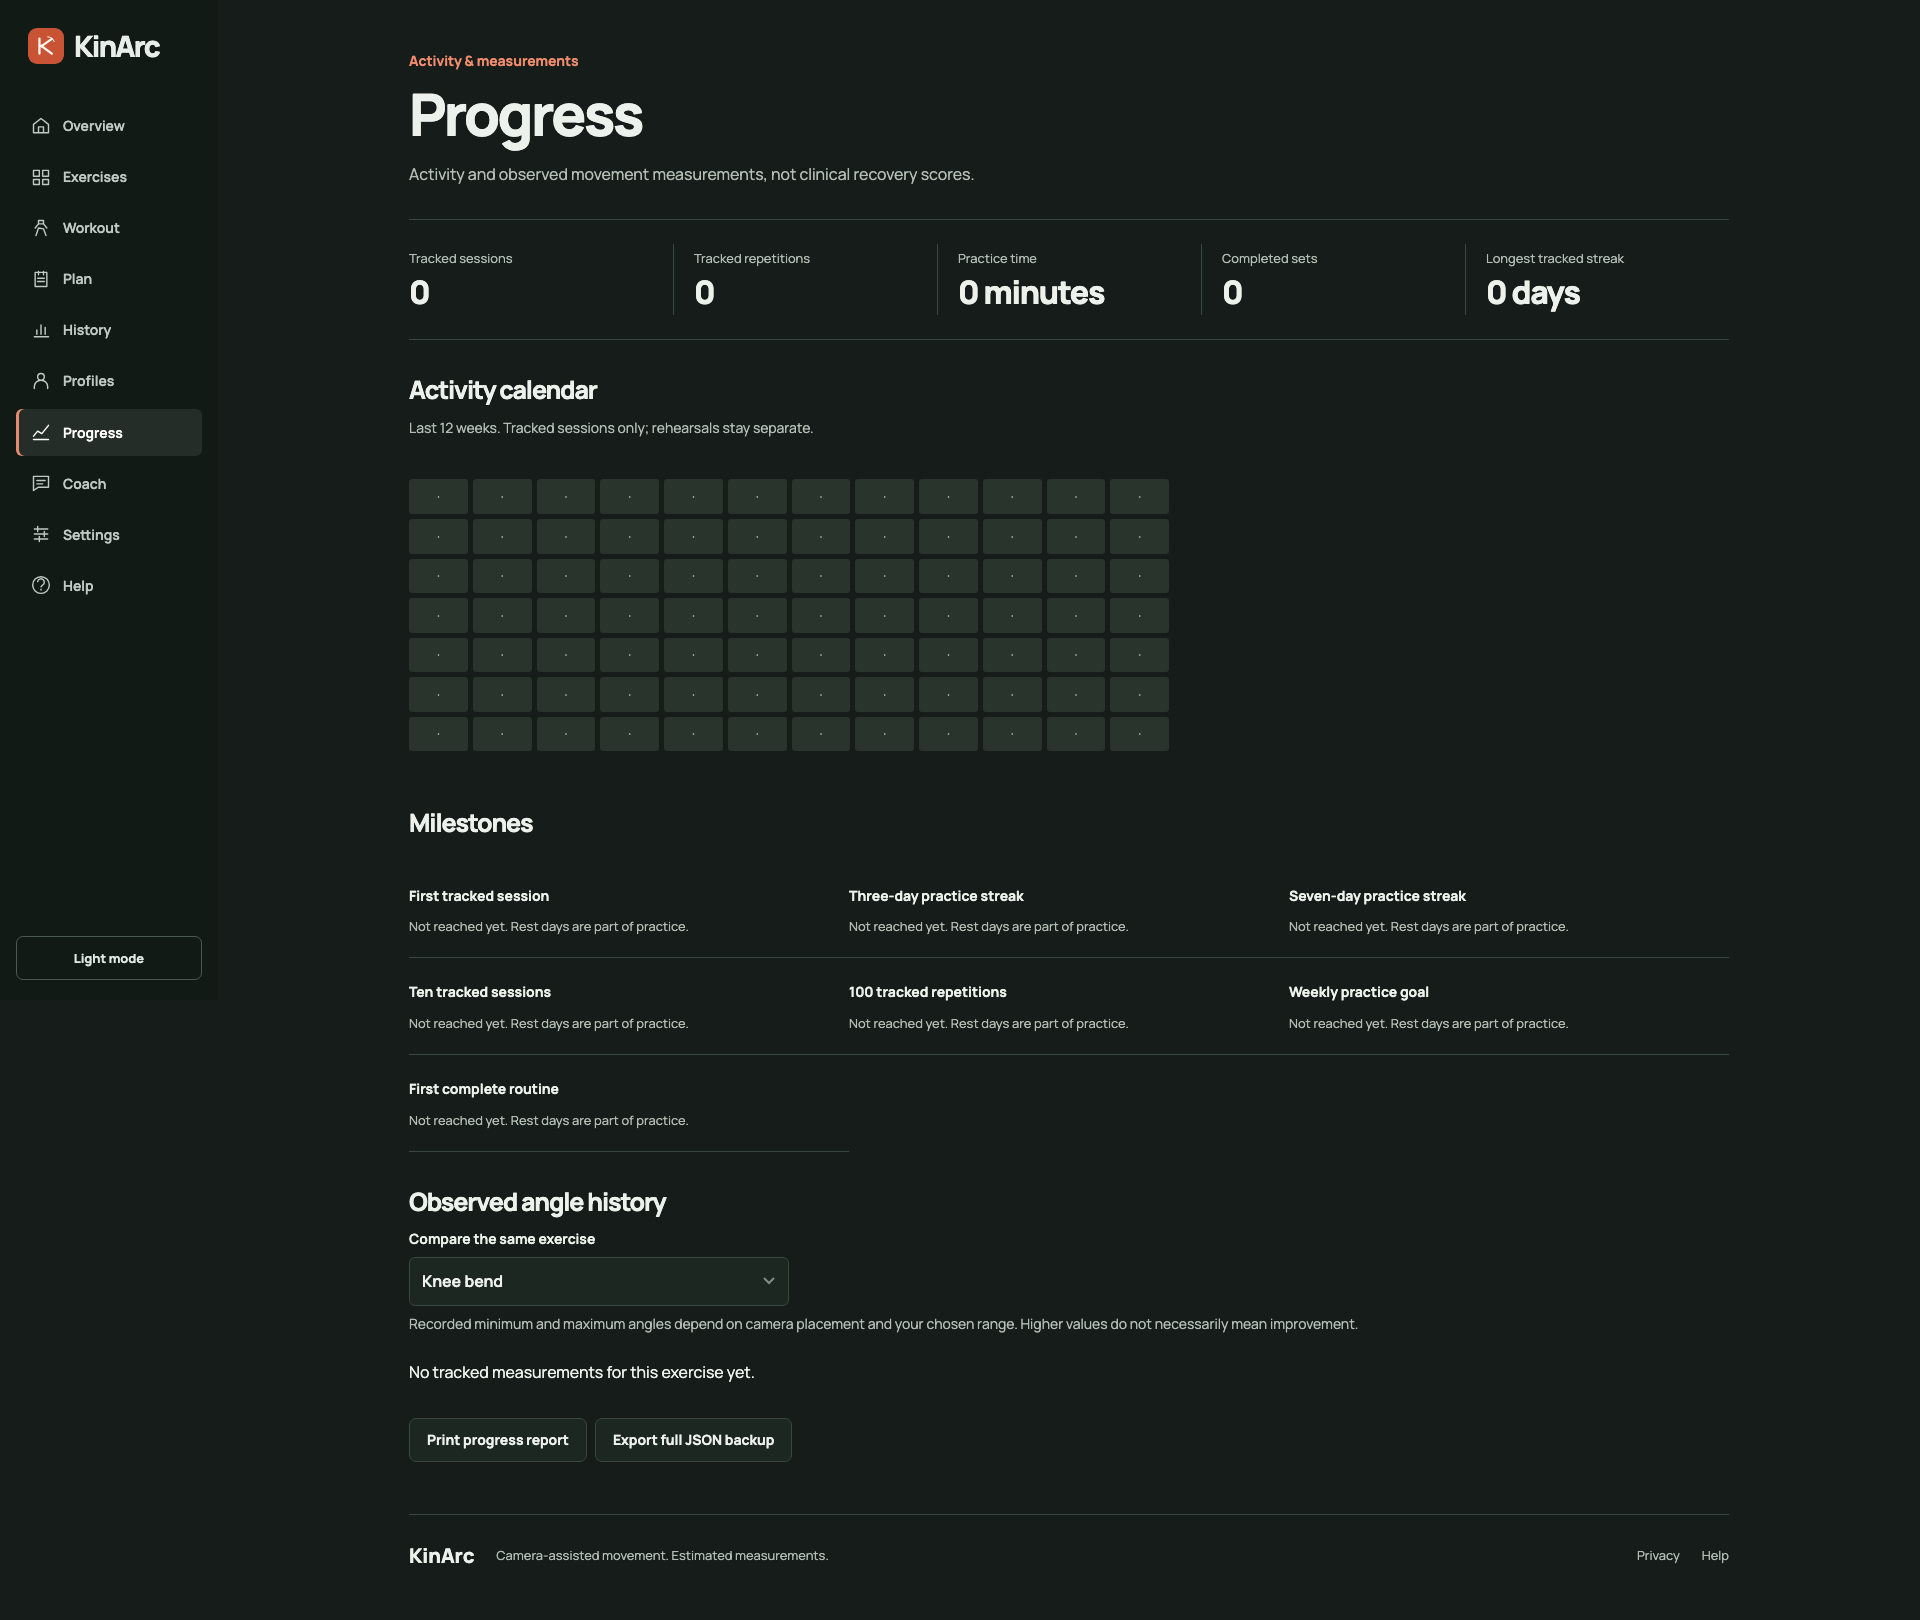 KinArc
Overview
Exercises
Workout
Plan
History
Profiles
Progress
Coach
Settings
Help
Light mode
Activity & measurements
Progress
Activity and observed movement measurements, not clinical recovery scores.
Tracked sessions
0
Tracked repetitions
0
Practice time
0 minutes
Completed sets
0
Longest tracked streak
0 days
Activity calendar
Last 12 weeks. Tracked sessions only; rehearsals stay separate.
· · · · · · · · · · · ·
· · · · · · · · · · · ·
· · · · · · · · · · · ·
· · · · · · · · · · · ·
· · · · · · · · · · · ·
· · · · · · · · · · · ·
· · · · · · · · · · · ·
Milestones
First tracked session
Not reached yet. Rest days are part of practice.
Three-day practice streak
Not reached yet. Rest days are part of practice.
Seven-day practice streak
Not reached yet. Rest days are part of practice.
Ten tracked sessions
Not reached yet. Rest days are part of practice.
100 tracked repetitions
Not reached yet. Rest days are part of practice.
Weekly practice goal
Not reached yet. Rest days are part of practice.
First complete routine
Not reached yet. Rest days are part of practice.
Observed angle history
Compare the same exercise
Knee bend
Recorded minimum and maximum angles depend on camera placement and your chosen range. Higher values do not necessarily mean improvement.
No tracked measurements for this exercise yet.
Print progress report
Export full JSON backup
KinArc
Camera-assisted movement. Estimated measurements.
Privacy
Help